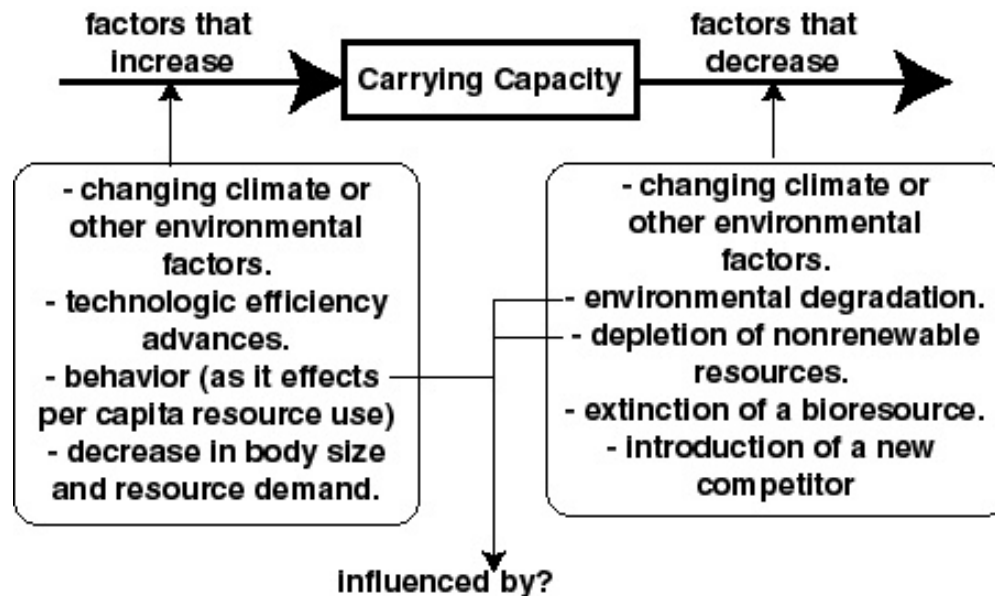 factors that
increase
Carrying Capacity
factors that
decrease
- changing climate or
other environmental
factors.
- technologic efficiency
advances.
- behavior (as it effects
per capita resource use)
- decrease in body size
and resource demand.
- changing climate or
other environmental
factors.
- environmental degradation.
- depletion of nonrenewable
resources.
- extinction of a bioresource.
- introduction of a new
competitor
influenced by?